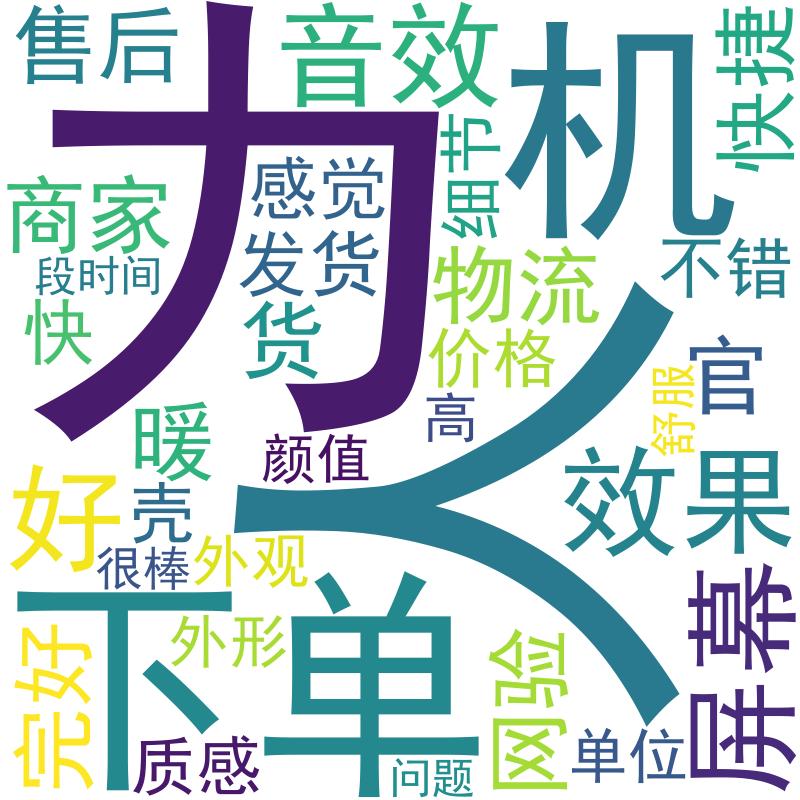 售后
力
音效
机
快捷
商家
感觉
细节
段时间
发货
物流
不错
快
货
价格
官
暖
高
舒服
颜值
人
好
壳
效果
很棒
外观
下单
屏幕
完好
外形
网验
质感
问题
单位